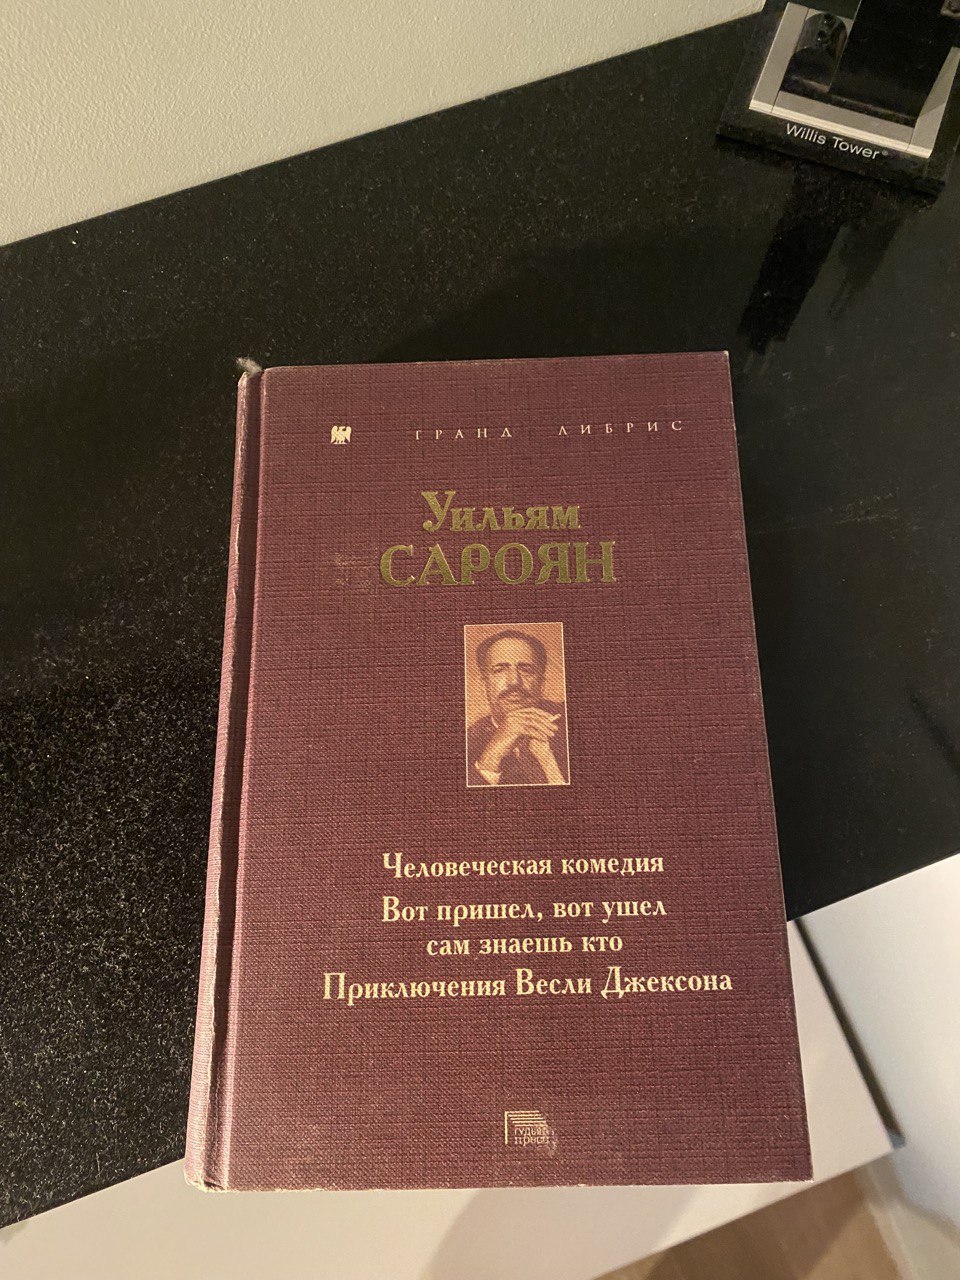 Willis Tower®
ГРАНД ЛИБРИС
Уильям
САРОЯН
Человеческая комедия
Вот пришел, вот ушел
сам знаешь кто
Приключения Весли Джексона
ГУДЬЯЛ
ПРЕСС